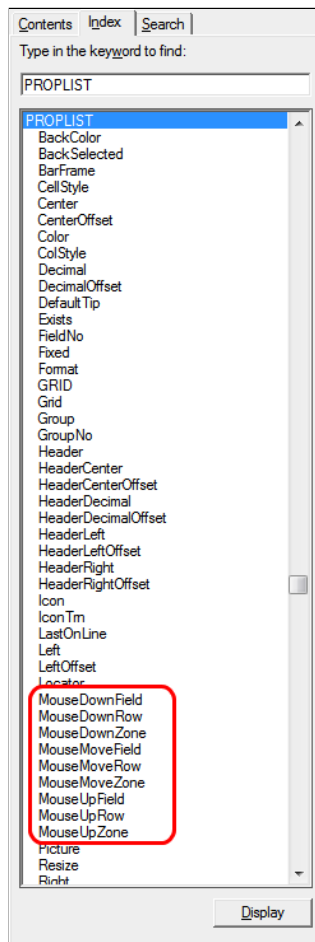 Contents Index Search
Type in the keyword to find:
PROPLIST
PROPLIST
BackColor
BackSelected
BarFrame
CellStyle
Center
CenterOffset
Color
ColStyle
Decimal
DecimalOffset
DefaultTip
Exists
FieldNo
Fixed
Format
GRID
Grid
Group
GroupNo
Header
HeaderCenter
HeaderCenterOffset
HeaderDecimal
HeaderDecimalOffset
HeaderLeft
HeaderLeftOffset
HeaderRight
HeaderRightOffset
Icon
IconTrn
LastOnLine
Left
LeftOffset
Locator
MouseDownField
MouseDownRow
MouseDownZone
MouseMoveField
MouseMoveRow
MouseMoveZone
MouseUpField
MouseUpRow
MouseUpZone
Picture
Resize
Right
Display